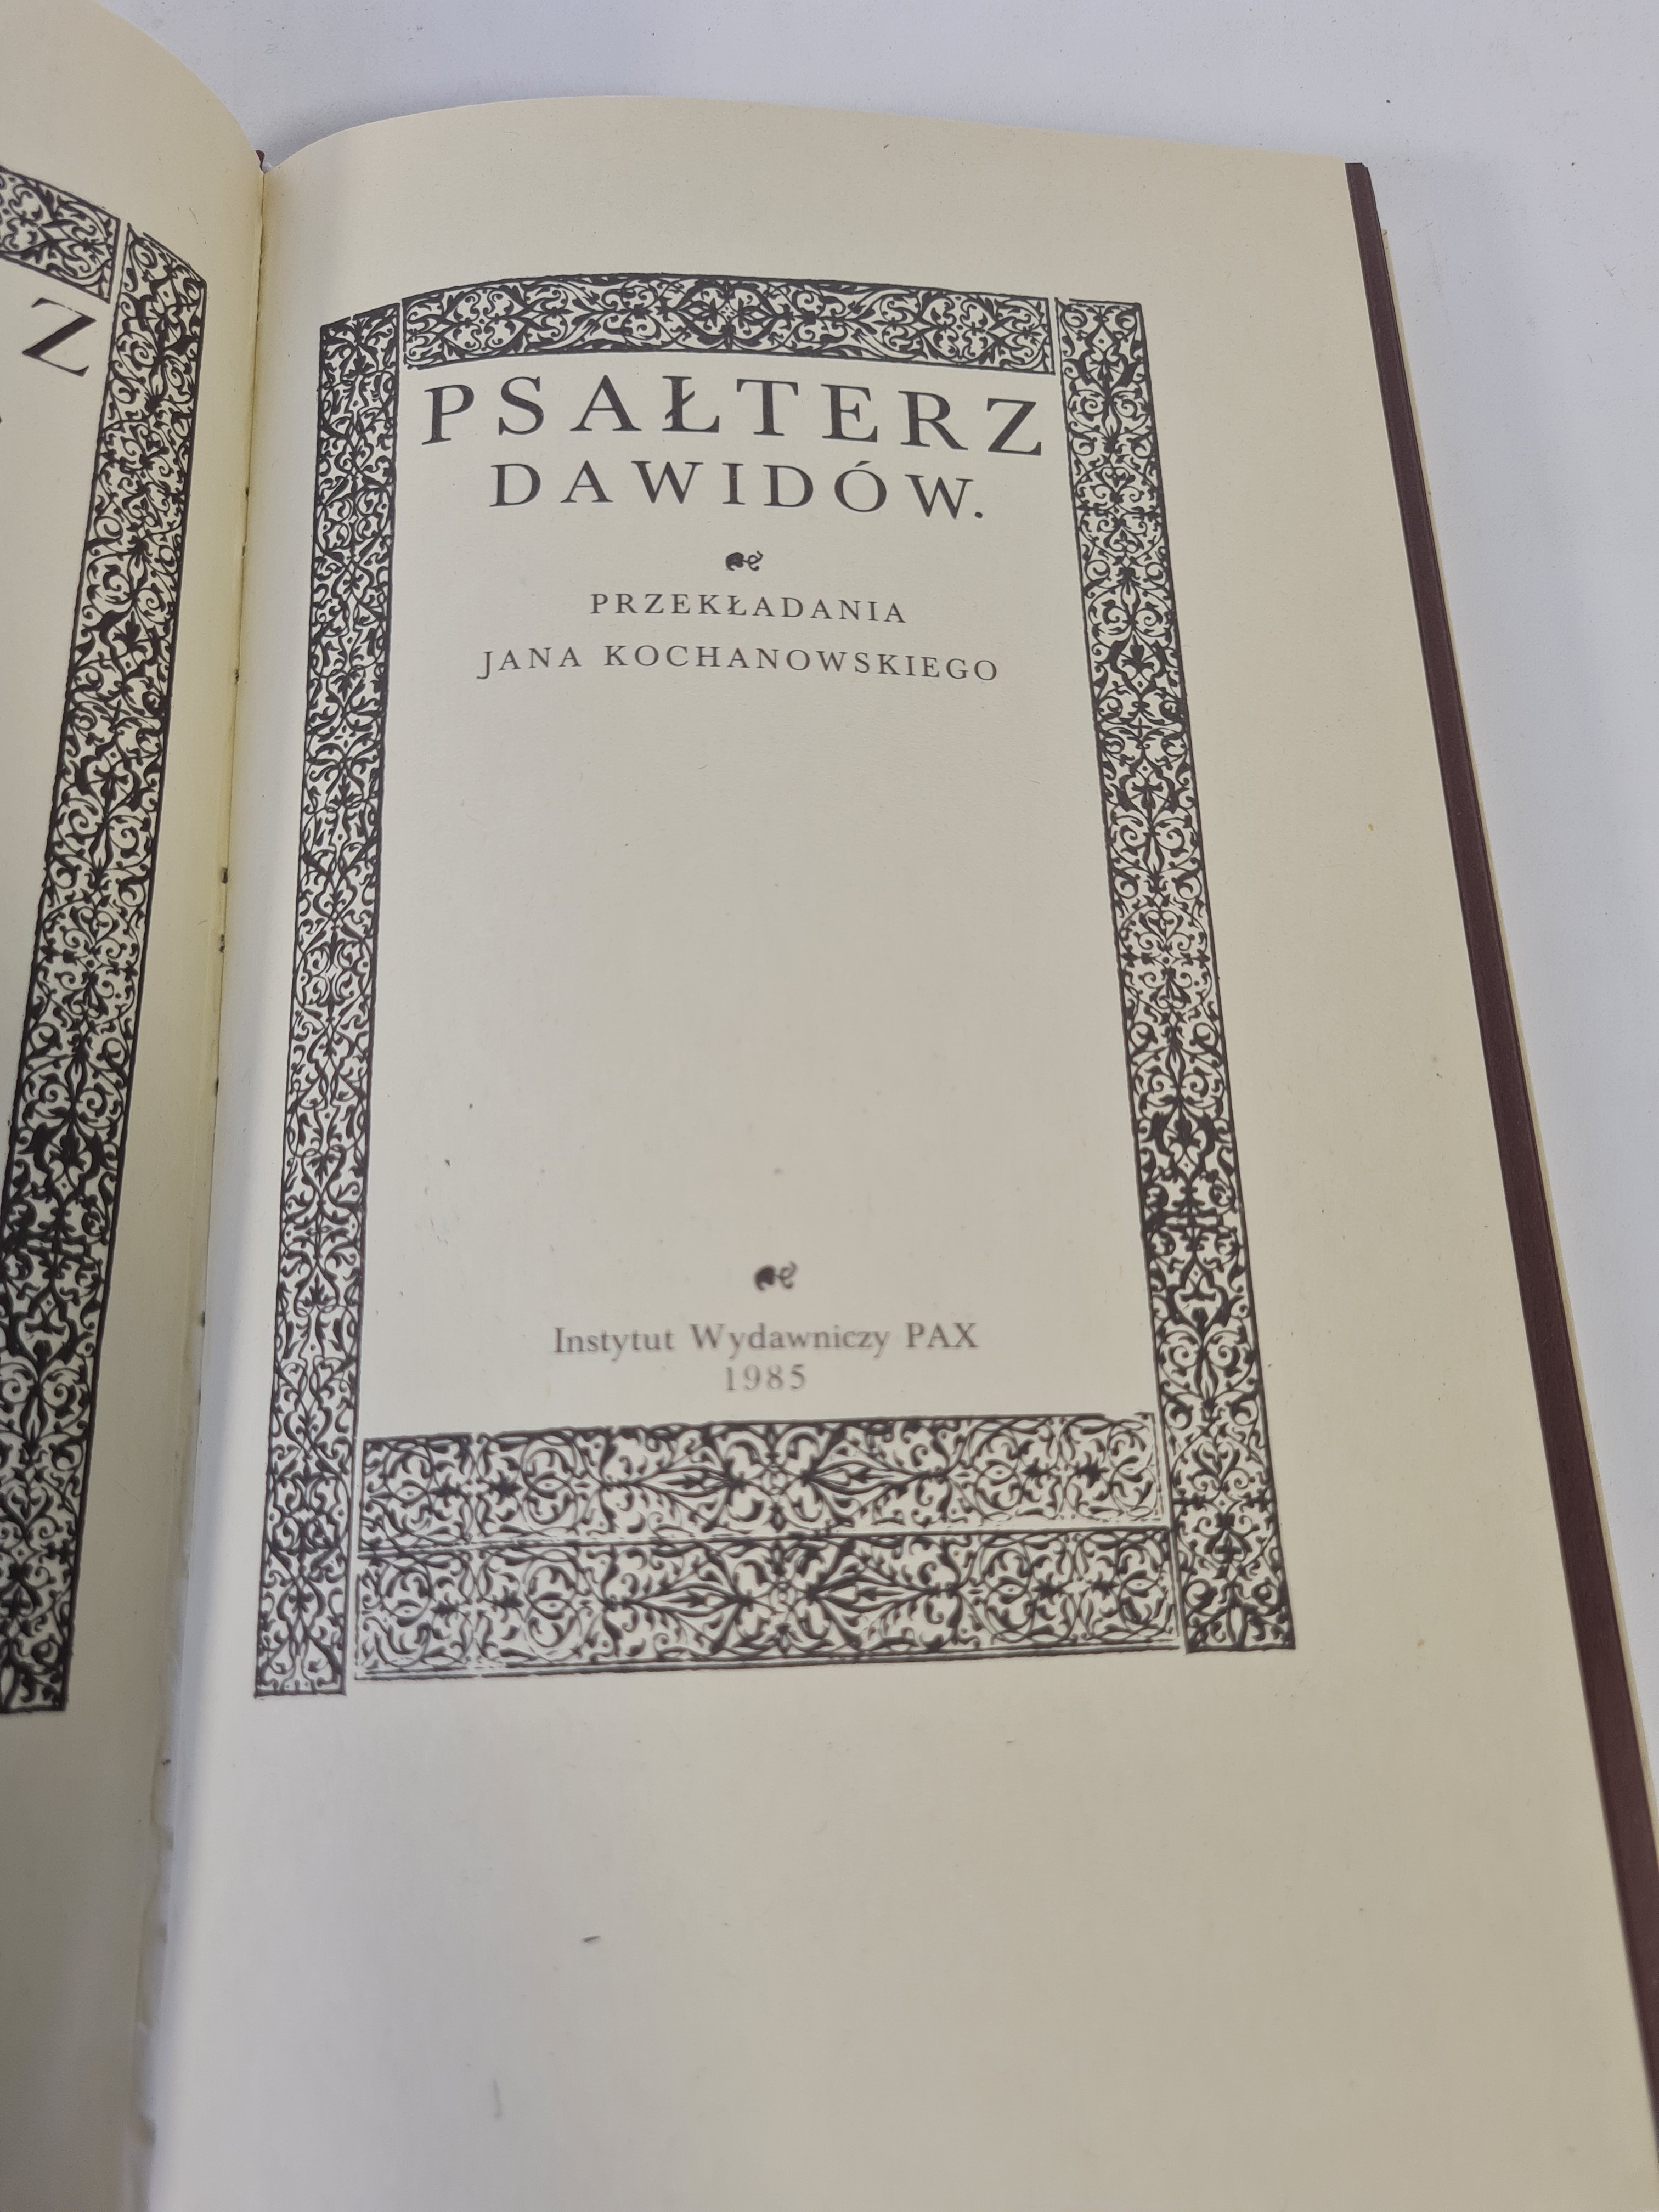 Z
PSAŁTERZ
DAWIDÓW.
PRZEKŁADANIA
JANA KOCHANOWSKIEGO
Instytut Wydawniczy PAX
1985